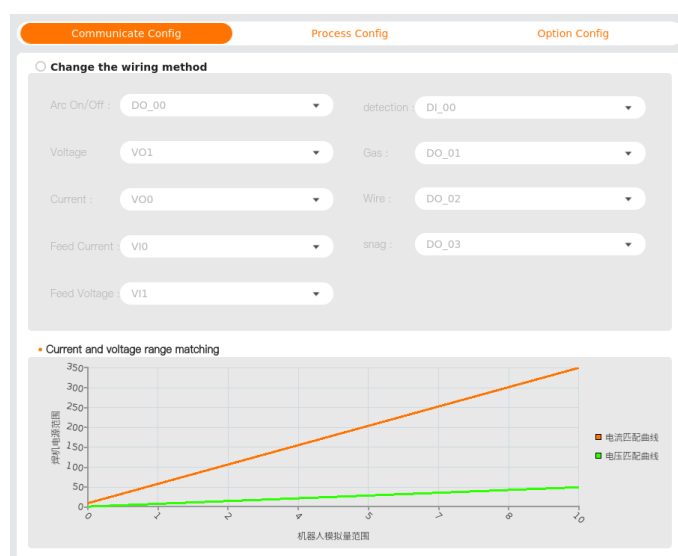 Communicate Config Process Config Option Config
Change the wiring method
Arc On/Off : DO_00 detection : DI_00
Voltage VO1 Gas : DO_01
Current : VO0 Wire : DO_02
Feed Current : VI0 snag : DO_03
Feed Voltage : VI1
Current and voltage range matching
350
300
250
200
150
100
50
0
焊机电源范围
0 1 2 4 5 7 8 10
机器人模拟量范围
电流匹配曲线
电压匹配曲线